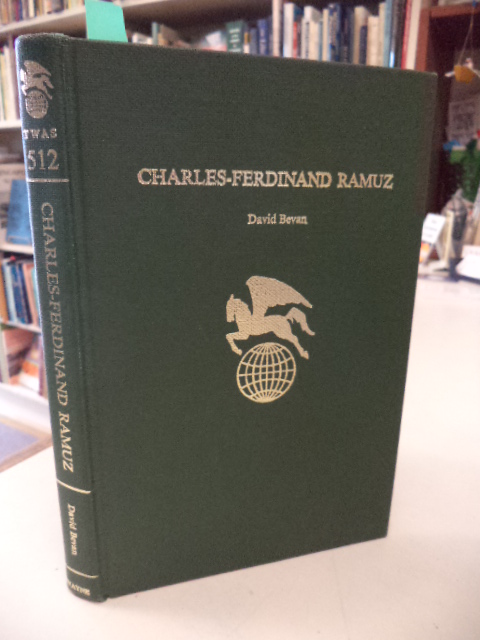 CHARLES-FERDINAND RAMUZ
David Bevan
TWAS
512
CHARLES-FERDINAND RAMUZ
David Bevan